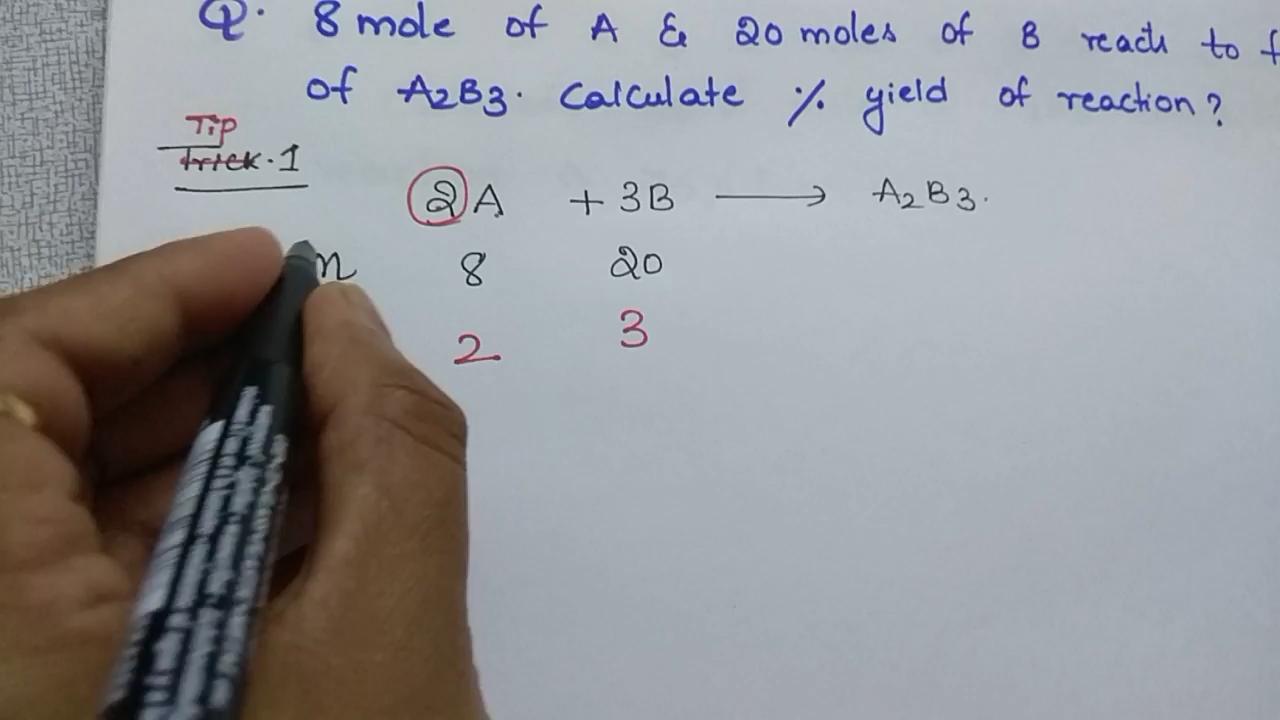 Q. 8 mole of A & 20 moles of B react to f
of A2B3. Calculate % yield of reaction?
Tip
Trick.1
2A + 3B ⟶ A2B3.
n 8 20
2 3